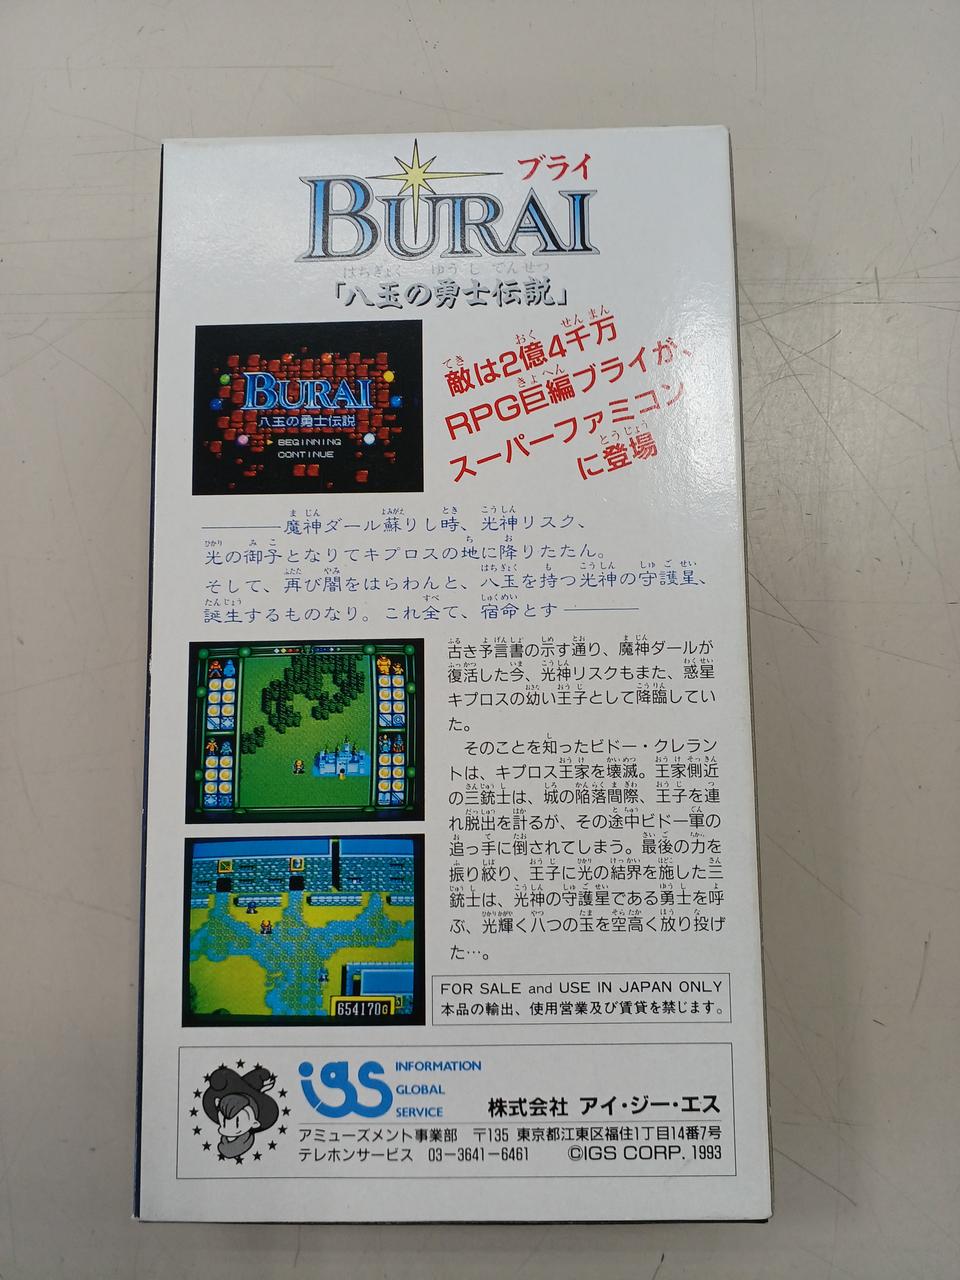 ブライ
BURAI
はちぎょく ゆうしでんせつ
「八玉の勇士伝説」
BURAI
八玉の勇士伝説
BEGINNING
CONTINUE
敵は2億4千万
RPG巨編ブライが、
スーパーファミコン
に登場
————魔神ダール蘇りし時、光神リスク、
光の御子となりてキプロスの地に降りたたん。
そして、再び闇をはらわんと、八玉を持つ光神の守護星、
誕生するものなり。これ全て、宿命とす————
古き予言書の示す通り、魔神ダールが
復活した今、光神リスクもまた、惑星
キプロスの幼い王子として降臨してい
た。
そのことを知ったビドー・クレラン
トは、キプロス王家を壊滅。王家側近
の三銃士は、城の陥落間際、王子を連
れ脱出を計るが、その途中ビドー軍の
追っ手に倒されてしまう。最後の力を
振り絞り、王子に光の結界を施した三
銃士は、光神の守護星である勇士を呼
ぶ、光輝く八つの玉を空高く放り投げ
た…。
654170G
FOR SALE and USE IN JAPAN ONLY
本品の輸出、使用営業及び賃貸を禁じます。
igs
INFORMATION
GLOBAL
SERVICE
株式会社 アイ・ジー・エス
アミューズメント事業部 〒135 東京都江東区福住1丁目14番7号
テレホンサービス 03-3641-6461 ©IGS CORP. 1993